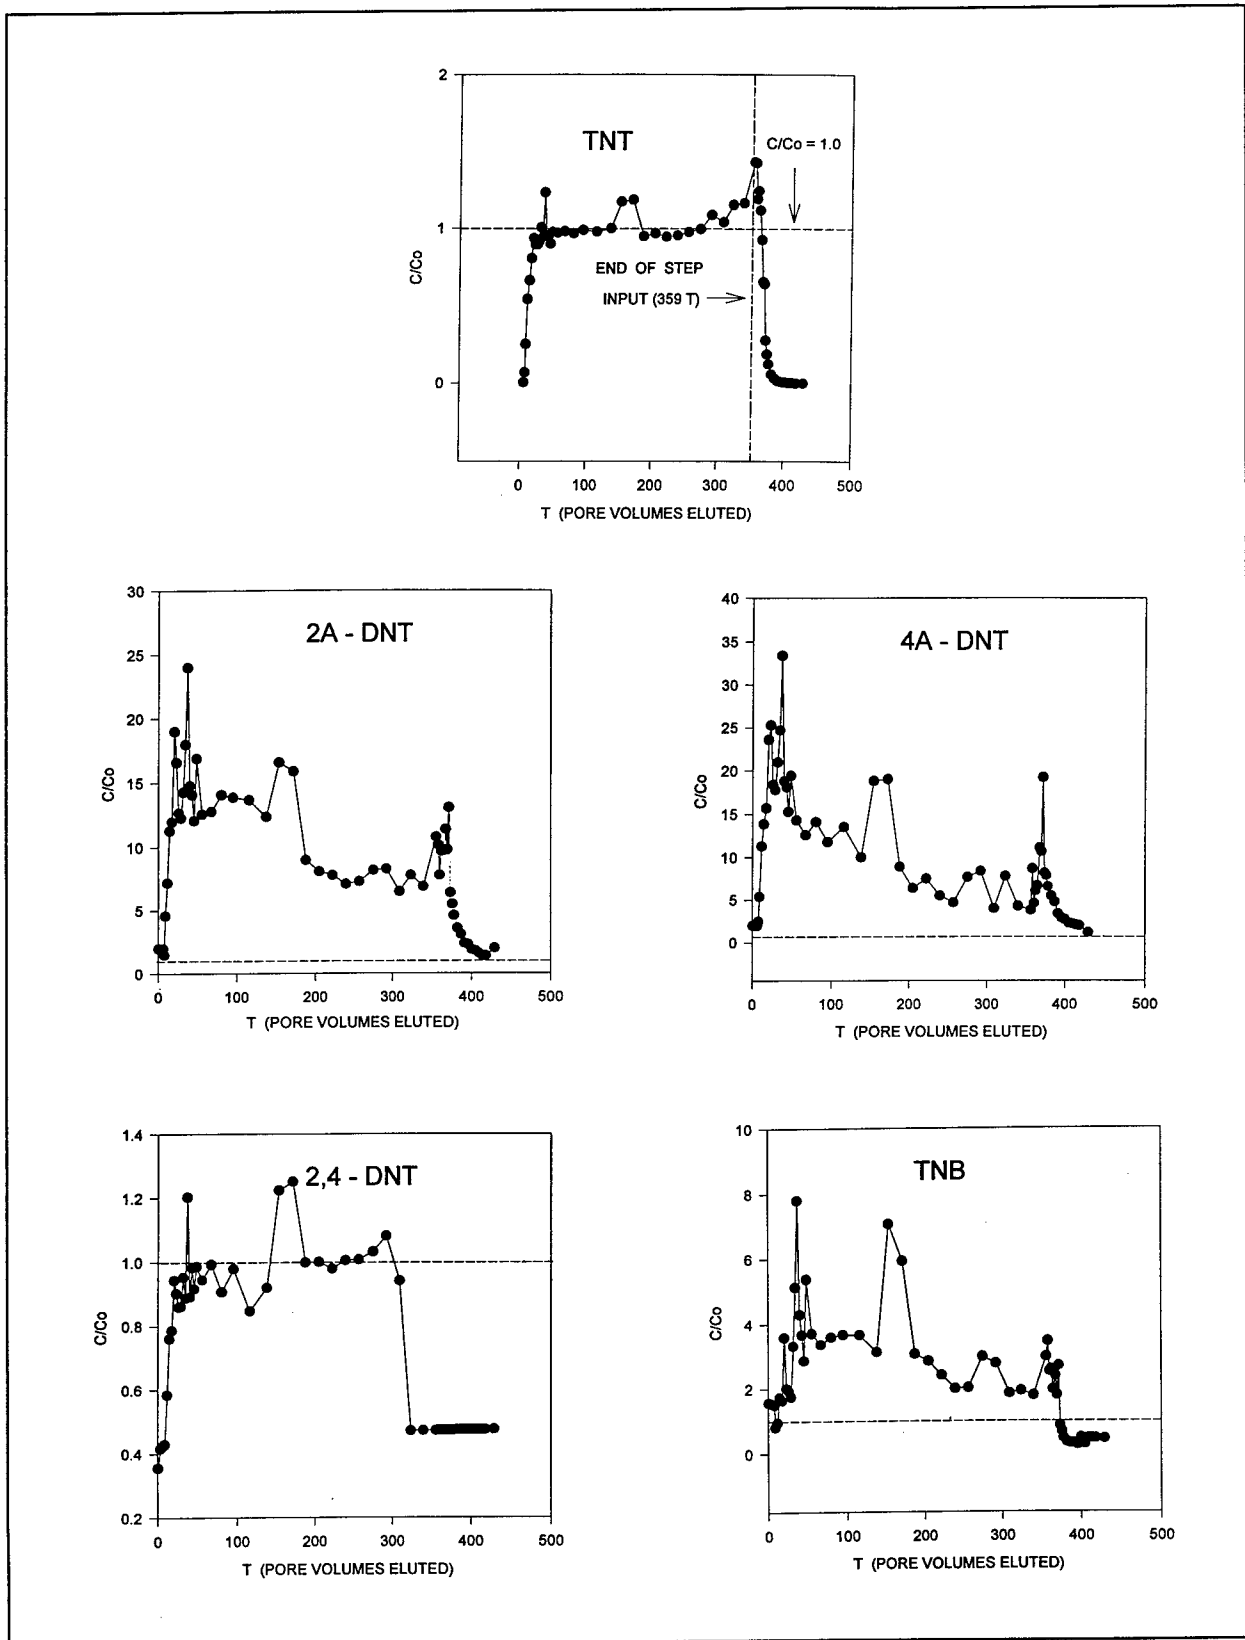 2
TNT
C/Co = 1.0
1
C/Co
END OF STEP
INPUT (359 T)
0
0 100 200 300 400 500
T (PORE VOLUMES ELUTED)
30
2A - DNT
25
20
15
C/Co
10
5
0
0 100 200 300 400 500
T (PORE VOLUMES ELUTED)
40
4A - DNT
35
30
25
20
C/Co
15
10
5
0
0 100 200 300 400 500
T (PORE VOLUMES ELUTED)
1.4
2,4 - DNT
1.2
1.0
C/Co
0.8
0.6
0.4
0.2
0 100 200 300 400 500
T (PORE VOLUMES ELUTED)
10
TNB
8
6
C/Co
4
2
0
0 100 200 300 400 500
T (PORE VOLUMES ELUTED)